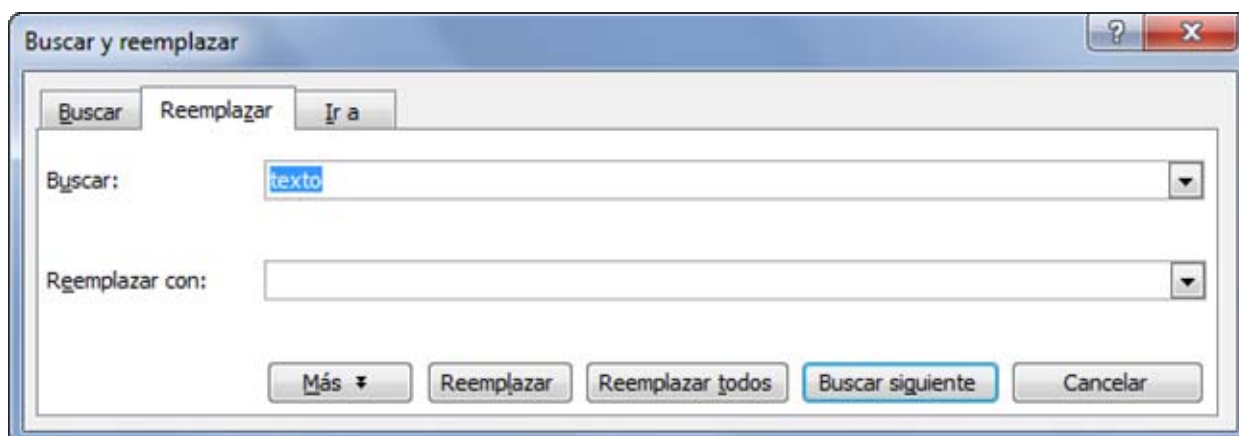 Buscar y reemplazar
Buscar Reemplazar Ir a
Buscar: texto
Reemplazar con:
Más Reemplazar Reemplazar todos Buscar siguiente Cancelar